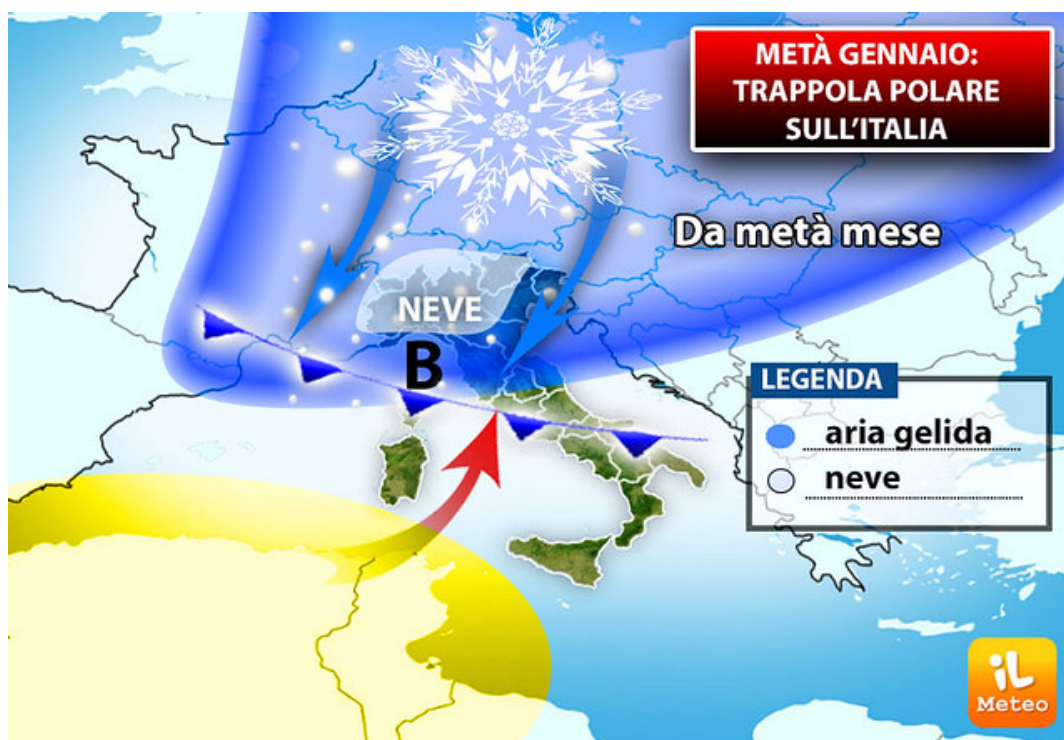 METÀ GENNAIO:
TRAPPOLA POLARE
SULL'ITALIA
Da metà mese
NEVE
B
LEGENDA
aria gelida
neve
iL
Meteo